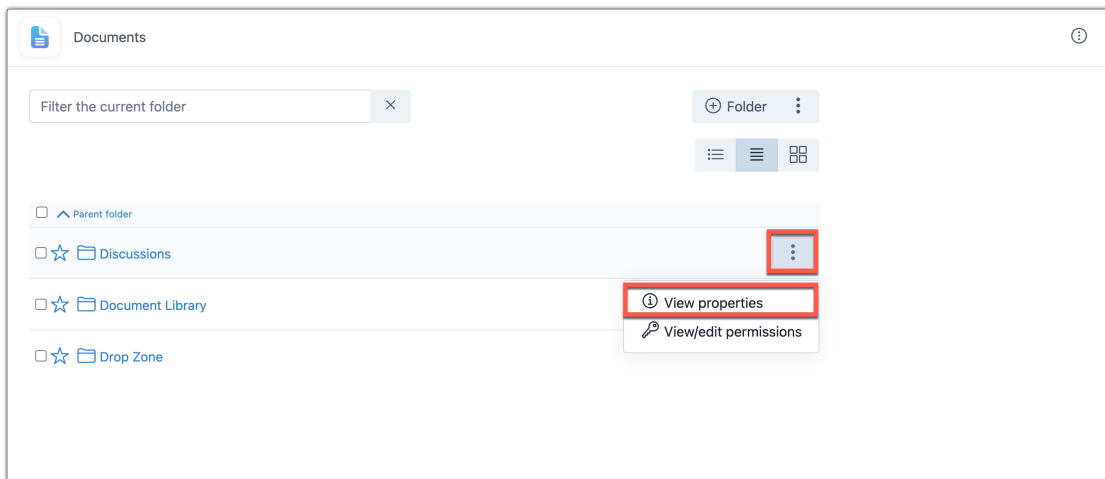 Documents
Filter the current folder
Folder
Parent folder
Discussions
Document Library
View properties
View/edit permissions
Drop Zone